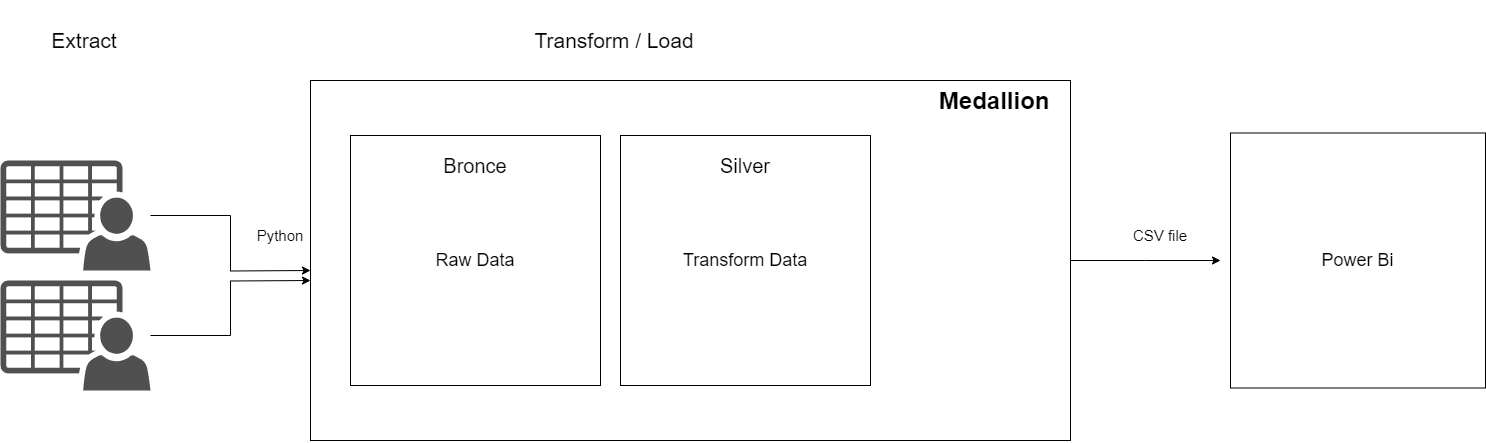 Extract
Transform / Load
Medallion
Bronce
Silver
Python
Raw Data
Transform Data
CSV file
Power Bi